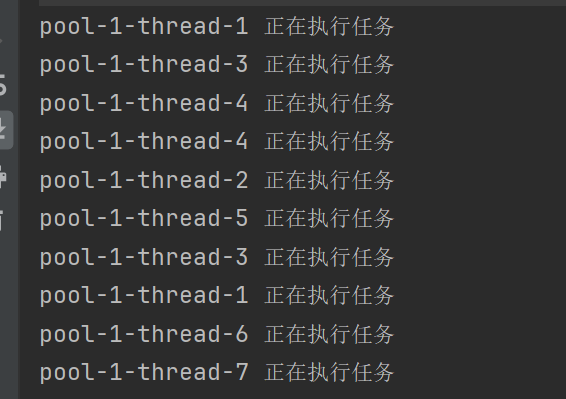 pool-1-thread-1 正在执行任务
pool-1-thread-3 正在执行任务
pool-1-thread-4 正在执行任务
pool-1-thread-4 正在执行任务
pool-1-thread-2 正在执行任务
pool-1-thread-5 正在执行任务
pool-1-thread-3 正在执行任务
pool-1-thread-1 正在执行任务
pool-1-thread-6 正在执行任务
pool-1-thread-7 正在执行任务